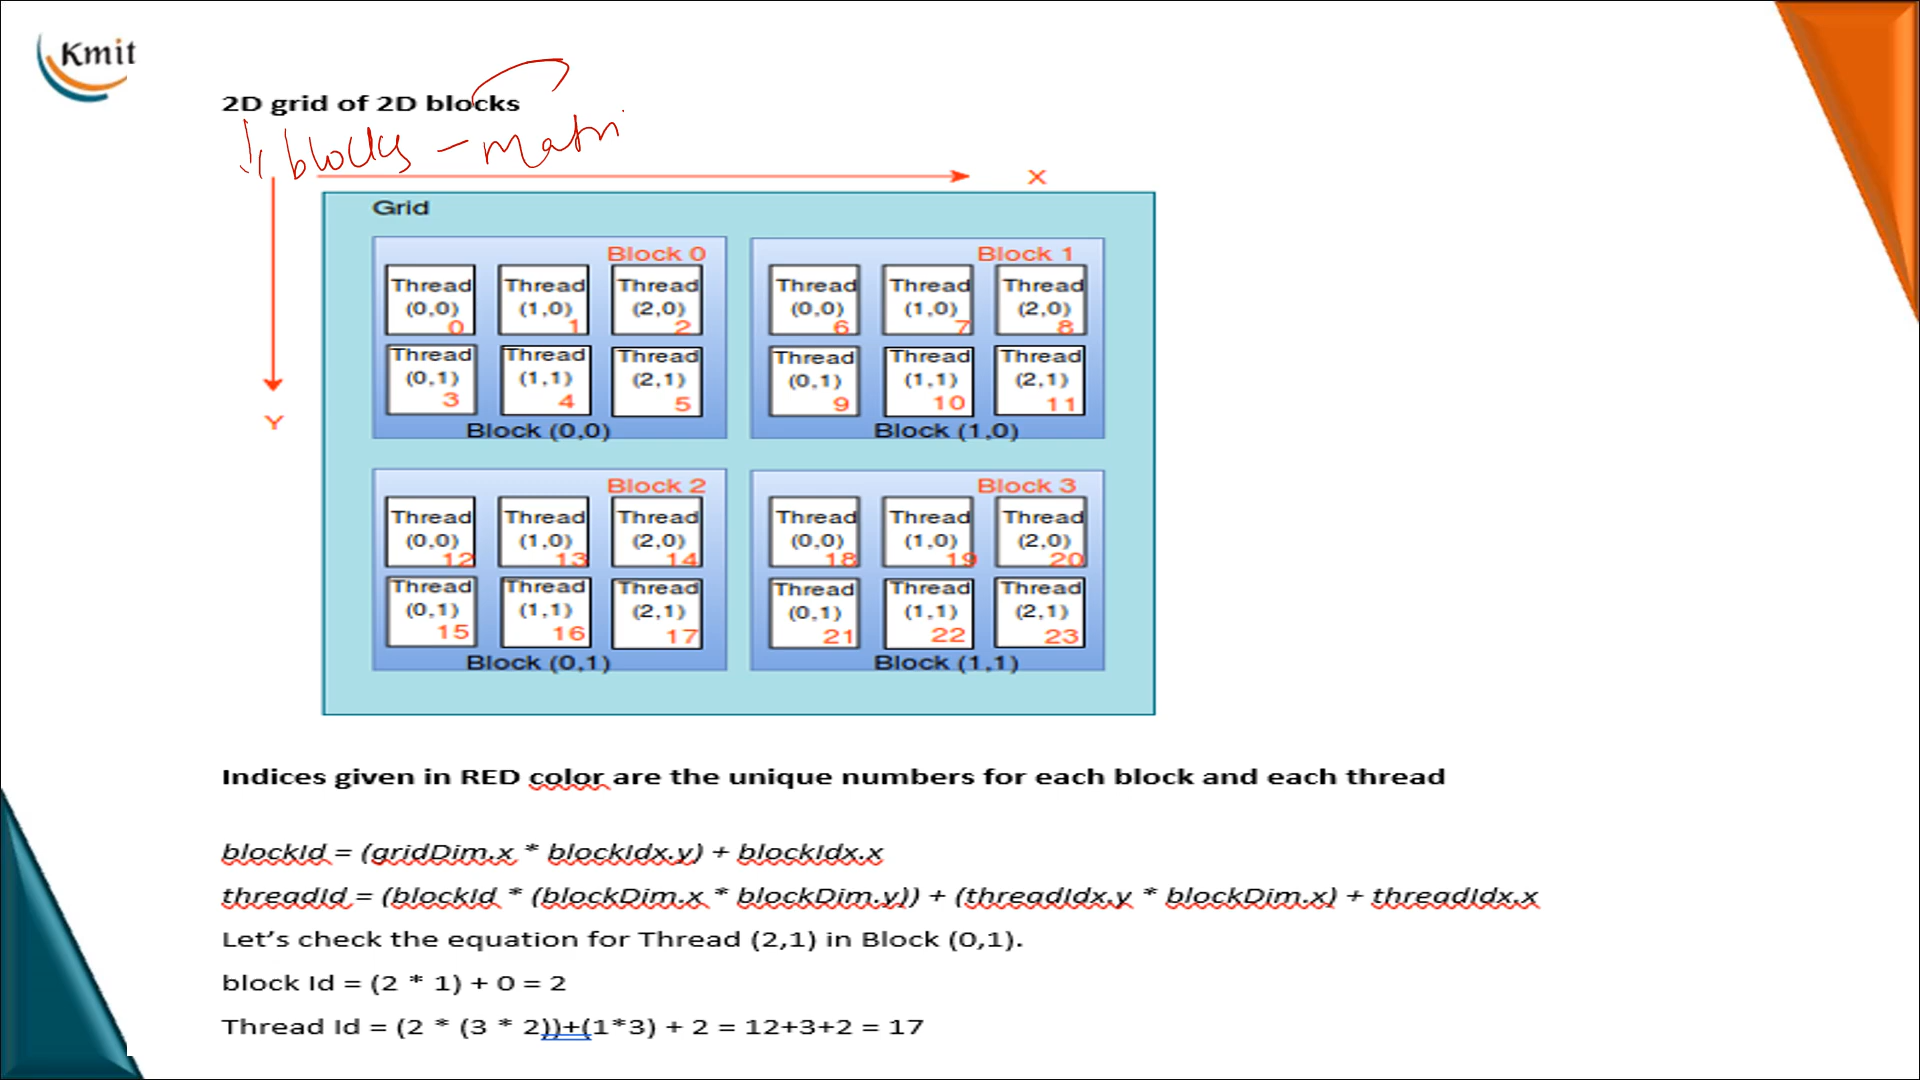 Kmit
2D grid of 2D blocks
blocks - matri
X
Grid
Block 0 Block 1
Thread Thread Thread Thread Thread Thread
(0,0) (1,0) (2,0) (0,0) (1,0) (2,0)
0 1 2 6 7 8
Thread Thread Thread Thread Thread Thread
(0,1) (1,1) (2,1) (0,1) (1,1) (2,1)
3 4 5 9 10 11
Y
Block (0,0) Block (1,0)
Block 2 Block 3
Thread Thread Thread Thread Thread Thread
(0,0) (1,0) (2,0) (0,0) (1,0) (2,0)
12 13 14 18 19 20
Thread Thread Thread Thread Thread Thread
(0,1) (1,1) (2,1) (0,1) (1,1) (2,1)
15 16 17 21 22 23
Block (0,1) Block (1,1)
Indices given in RED color are the unique numbers for each block and each thread
blockId = (gridDim.x * blockIdx.y) + blockIdx.x
threadId = (blockId * (blockDim.x * blockDim.y)) + (threadIdx.y * blockDim.x) + threadIdx.x
Let’s check the equation for Thread (2,1) in Block (0,1).
block Id = (2 * 1) + 0 = 2
Thread Id = (2 * (3 * 2))+(1*3) + 2 = 12+3+2 = 17